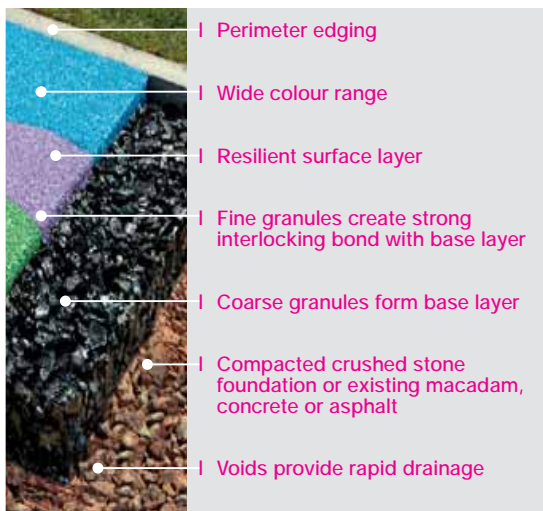 Perimeter edging
Wide colour range
Resilient surface layer
Fine granules create strong
interlocking bond with base layer
Coarse granules form base layer
Compacted crushed stone
foundation or existing macadam,
concrete or asphalt
Voids provide rapid drainage